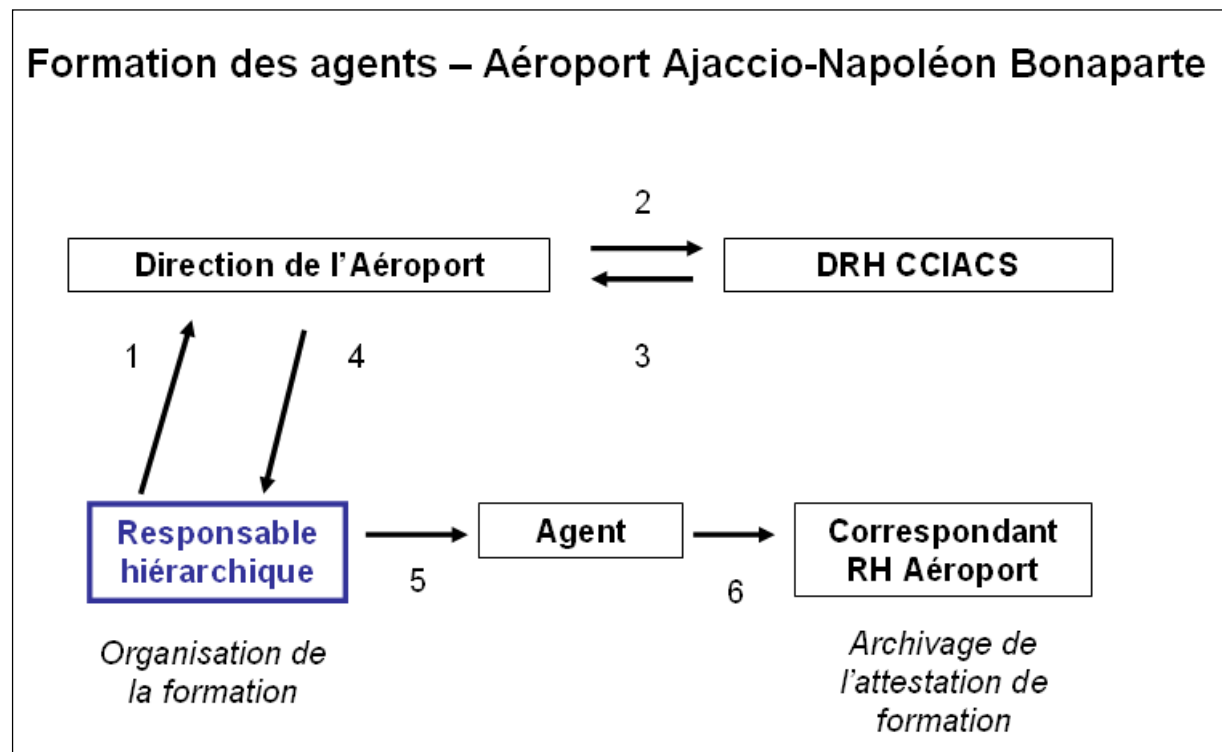 Formation des agents – Aéroport Ajaccio-Napoléon Bonaparte
2
Direction de l'Aéroport
DRH CCIACS
1
4
3
Responsable
hiérarchique
Agent
Correspondant
RH Aéroport
5
6
Organisation de
la formation
Archivage de
l'attestation de
formation